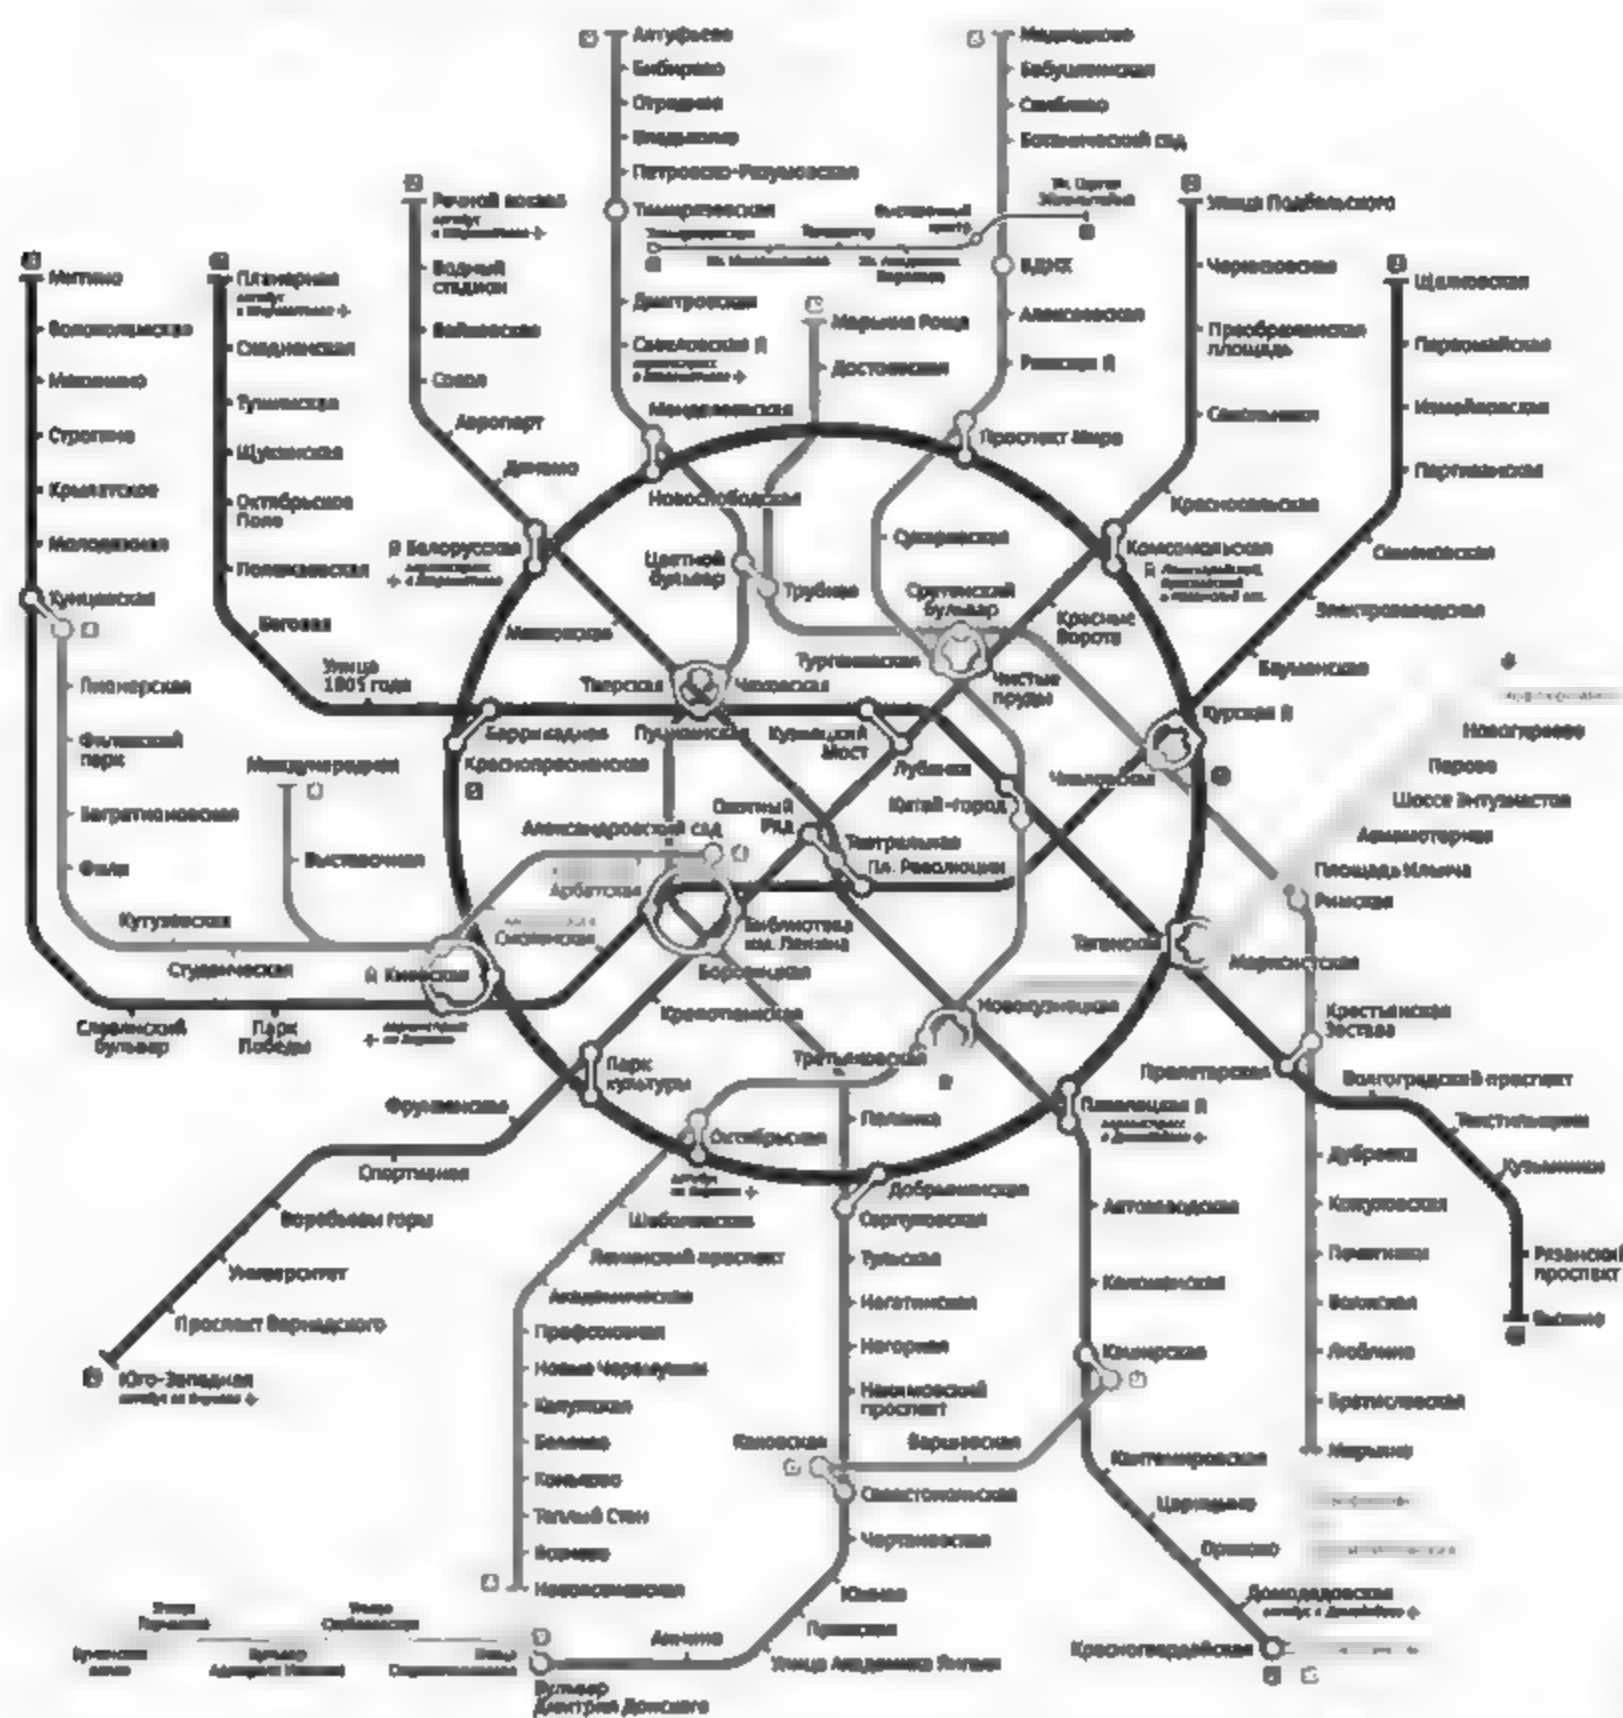 Алтуфьево
Бибирево
Отрадное
Владыкино
Петровско-Разумовская
Тимирязевская
Дмитровская
Савеловская
Менделеевская
Новослободская
Цветной
бульвар
Чеховская
Медведково
Бабушкинская
Свиблово
Ботанический сад
ВДНХ
Алексеевская
Рижская
Проспект Мира
Сухаревская
Тургеневская
Речной вокзал
Водный
стадион
Войковская
Сокол
Аэропорт
Динамо
Белорусская
Маяковская
Тверская
Марьина Роща
Достоевская
Трубная
Сретенский
бульвар
Улица Подбельского
Черкизовская
Преображенская
площадь
Сокольники
Красносельская
Комсомольская
Красные
Ворота
Чистые
пруды
Щелковская
Первомайская
Измайловская
Партизанская
Семеновская
Электрозаводская
Бауманская
Курская
Чкаловская
Митино
Волоколамская
Мякинино
Строгино
Крылатское
Молодежная
Кунцевская
Пионерская
Филевский
парк
Багратионовская
Фили
Кутузовская
Студенческая
Славянский
бульвар
Парк
Победы
Планерная
Сходненская
Тушинская
Щукинская
Октябрьское
Поле
Полежаевская
Беговая
Улица
1905 года
Баррикадная
Краснопресненская
Пушкинская
Кузнецкий
Мост
Лубянка
Китай-город
Международная
Выставочная
Киевская
Александровский сад
Арбатская
Смоленская
Охотный
Ряд
Театральная
Пл. Революции
Библиотека
им. Ленина
Боровицкая
Кропоткинская
Новогиреево
Перово
Шоссе Энтузиастов
Авиамоторная
Площадь Ильича
Римская
Марксистская
Таганская
Крестьянская
Застава
Пролетарская
Волгоградский проспект
Текстильщики
Кузьминки
Рязанский
проспект
Выхино
Новокузнецкая
Третьяковская
Парк
культуры
Фрунзенская
Спортивная
Воробьевы горы
Университет
Проспект Вернадского
Юго-Западная
Октябрьская
Шаболовская
Ленинский проспект
Академическая
Профсоюзная
Новые Черемушки
Калужская
Беляево
Коньково
Теплый Стан
Ясенево
Новоясеневская
Полянка
Добрынинская
Серпуховская
Тульская
Нагатинская
Нагорная
Нахимовский
проспект
Каховская
Варшавская
Севастопольская
Чертановская
Южная
Пражская
Улица Академика Янгеля
Аннино
Бульвар
Дмитрия Донского
Павелецкая
Автозаводская
Коломенская
Каширская
Кантемировская
Царицыно
Орехово
Домодедовская
Красногвардейская
Дубровка
Кожуховская
Печатники
Волжская
Люблино
Братиславская
Марьино